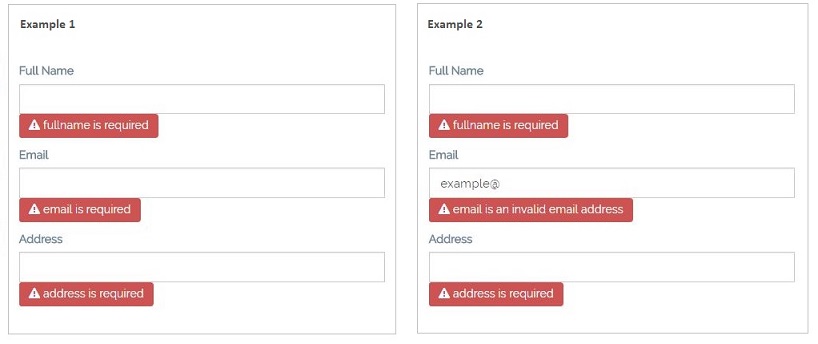 Example 1
Full Name
fullname is required
Email
email is required
Address
address is required
Example 2
Full Name
fullname is required
Email
example@
email is an invalid email address
Address
address is required